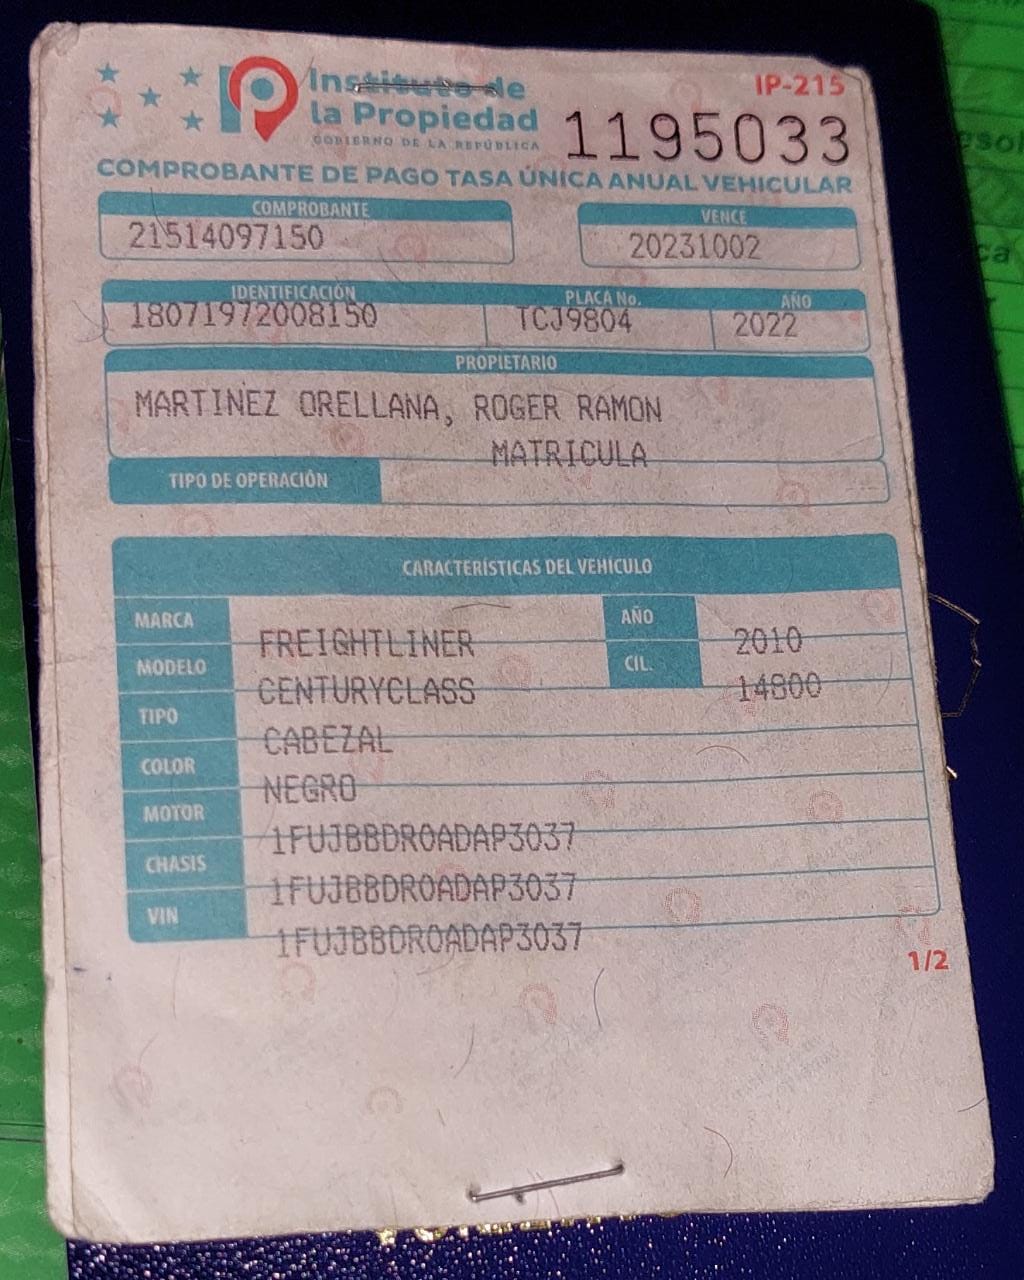 IP-215
Instituto de
la Propiedad
GOBIERNO DE LA REPÚBLICA
1195033
COMPROBANTE DE PAGO TASA ÚNICA ANUAL VEHICULAR
COMPROBANTE VENCE
21514097150 20231002
IDENTIFICACIÓN PLACA No. AÑO
18071972008150 TCJ9804 2022
PROPIETARIO
MARTINEZ ORELLANA, ROGER RAMON
MATRICULA
TIPO DE OPERACIÓN
CARACTERÍSTICAS DEL VEHÍCULO
MARCA FREIGHTLINER AÑO 2010
MODELO CENTURYCLASS CIL. 14800
TIPO CABEZAL
COLOR NEGRO
MOTOR 1FUJBBDR0ADAP3037
CHASIS 1FUJBBDR0ADAP3037
VIN 1FUJBBDR0ADAP3037
1/2